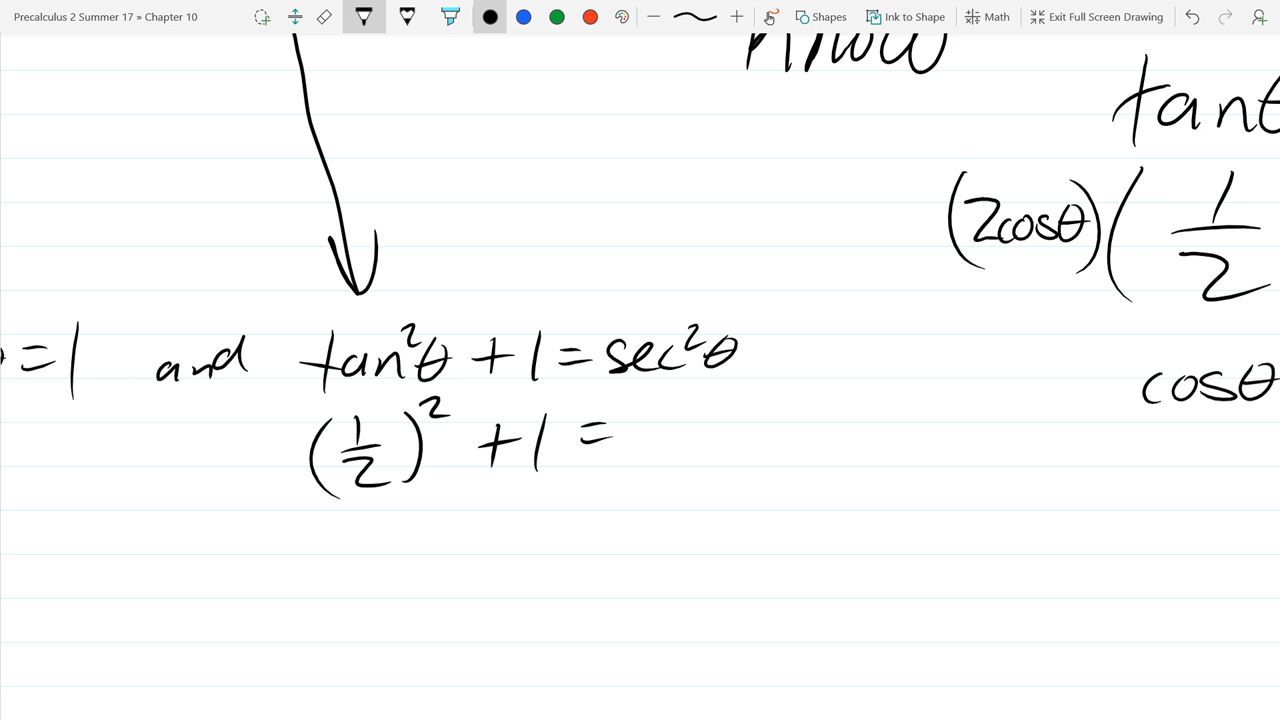 Precalculus 2 Summer 17 » Chapter 10
Shapes
Ink to Shape
Math
Exit Full Screen Drawing
tanθ
(2cosθ)(1/2
=1 and tan²θ + 1 = sec²θ
cosθ
(1/2)² + 1 =